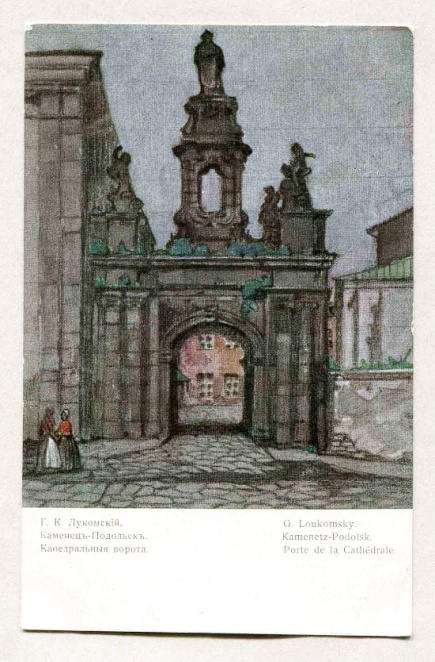 Г. К Лукомскій.
Каменецъ-Подольскъ.
Каѳедральныя ворота.
G. Loukomsky.
Kamenetz-Podolsk.
Porte de la Cathédrale.